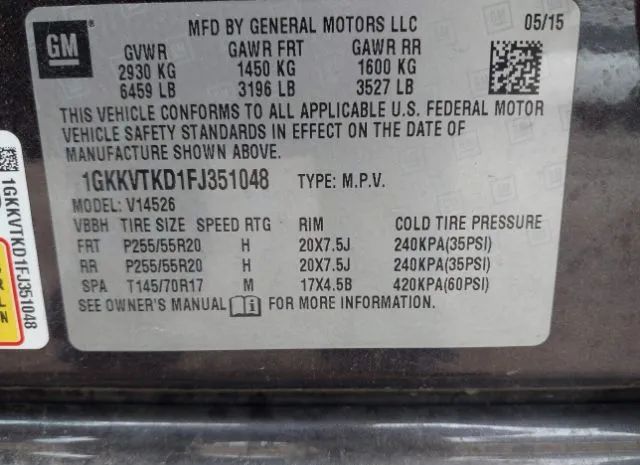 GM
MFD BY GENERAL MOTORS LLC 05/15
GVWR GAWR FRT GAWR RR
2930 KG 1450 KG 1600 KG
6459 LB 3196 LB 3527 LB
THIS VEHICLE CONFORMS TO ALL APPLICABLE U.S. FEDERAL MOTOR
VEHICLE SAFETY STANDARDS IN EFFECT ON THE DATE OF
MANUFACTURE SHOWN ABOVE.
1GKKVTKD1FJ351048 TYPE: M.P.V.
MODEL: V14526
VBBH TIRE SIZE SPEED RTG RIM COLD TIRE PRESSURE
FRT P255/55R20 H 20X7.5J 240KPA(35PSI)
RR P255/55R20 H 20X7.5J 240KPA(35PSI)
SPA T145/70R17 M 17X4.5B 420KPA(60PSI)
SEE OWNER'S MANUAL FOR MORE INFORMATION.
1GKKVTKD1FJ351048